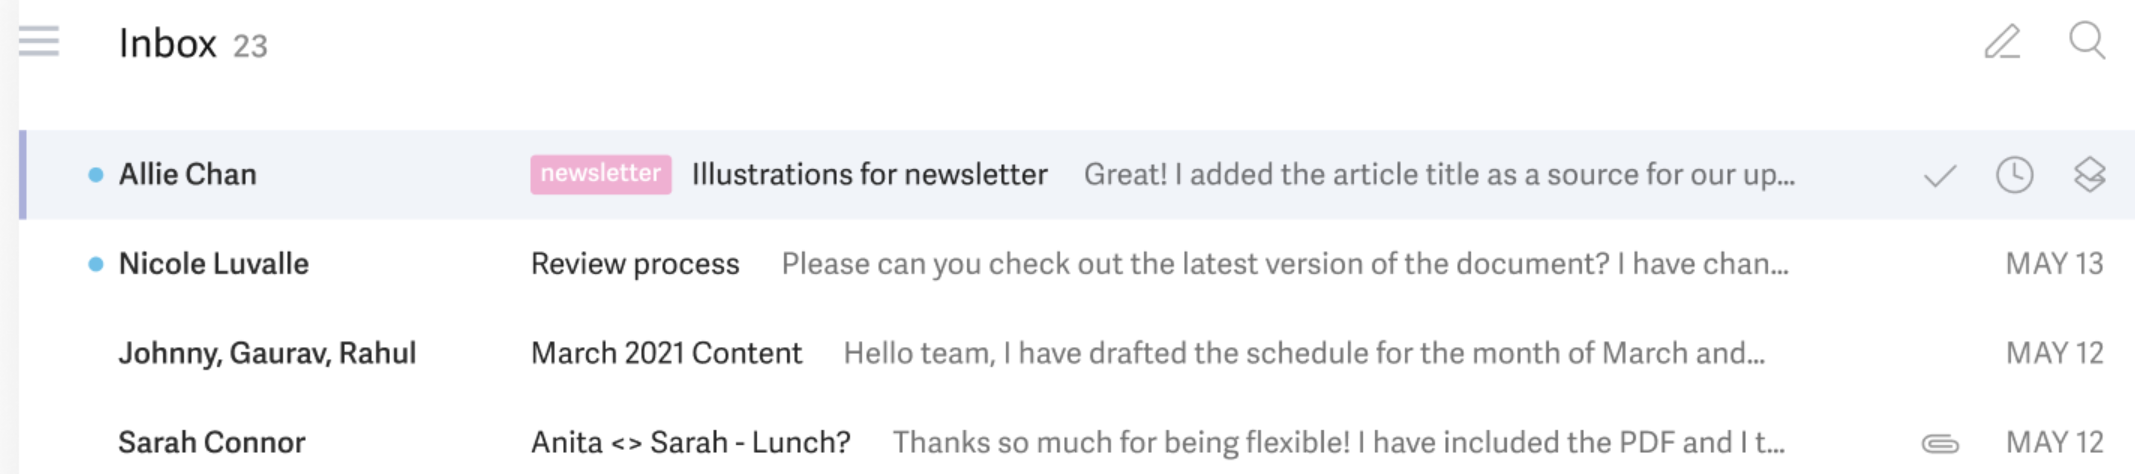 Inbox 23
Allie Chan newsletter Illustrations for newsletter Great! I added the article title as a source for our up...
Nicole Luvalle Review process Please can you check out the latest version of the document? I have chan... MAY 13
Johnny, Gaurav, Rahul March 2021 Content Hello team, I have drafted the schedule for the month of March and... MAY 12
Sarah Connor Anita <> Sarah - Lunch? Thanks so much for being flexible! I have included the PDF and I t... MAY 12